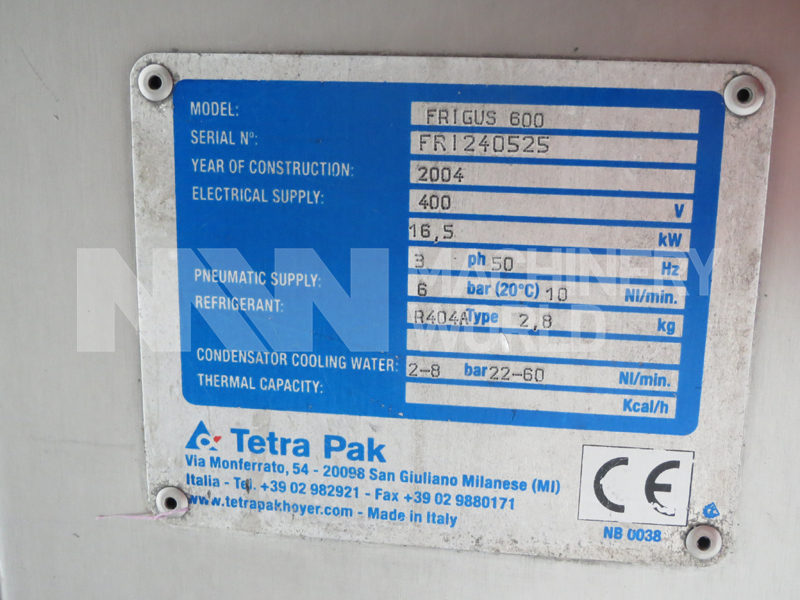 MODEL: FRIGUS 600
SERIAL Nº: FRI240525
YEAR OF CONSTRUCTION: 2004
ELECTRICAL SUPPLY: 400 V
16,5 kW
3 ph 50 Hz
PNEUMATIC SUPPLY: 6 bar (20°C) 10 Nl/min.
REFRIGERANT: R404A Type 2,8 kg
CONDENSATOR COOLING WATER: 2-8 bar 22-60 Nl/min.
THERMAL CAPACITY: Kcal/h
Tetra Pak
Via Monferrato, 54 - 20098 San Giuliano Milanese (MI)
Italia - Tel. +39 02 982921 - Fax +39 02 9880171
www.tetrapakhoyer.com - Made in Italy
CE
NB 0038
MACHINERY
WORLD